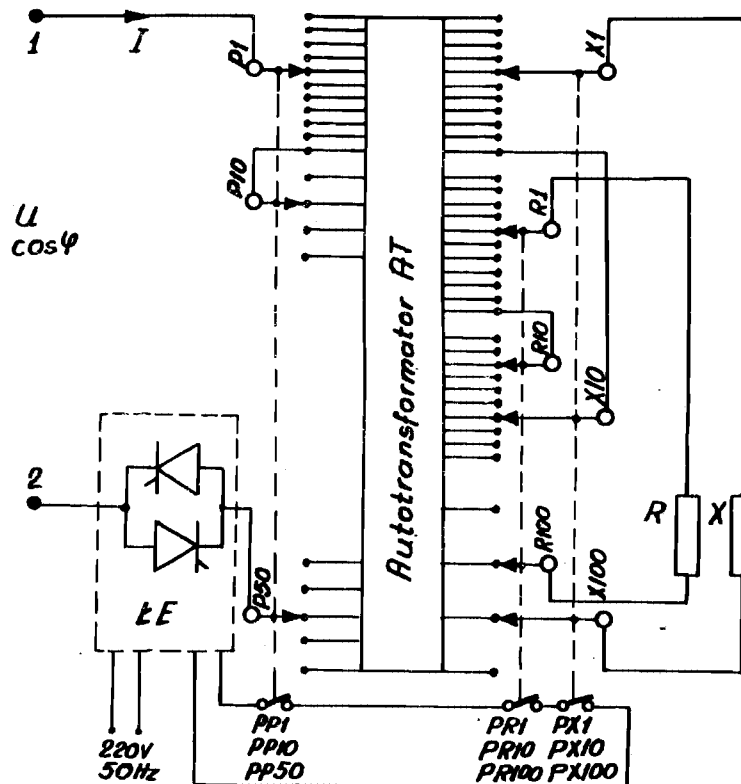 1
I
P1
X1
P10
R1
U
cosφ
Autotransformator AT
R10
X10
2
R
X
R100
X100
P50
ŁE
220V
50Hz
PP1
PP10
PP50
PR1
PR10
PR100
PX1
PX10
PX100